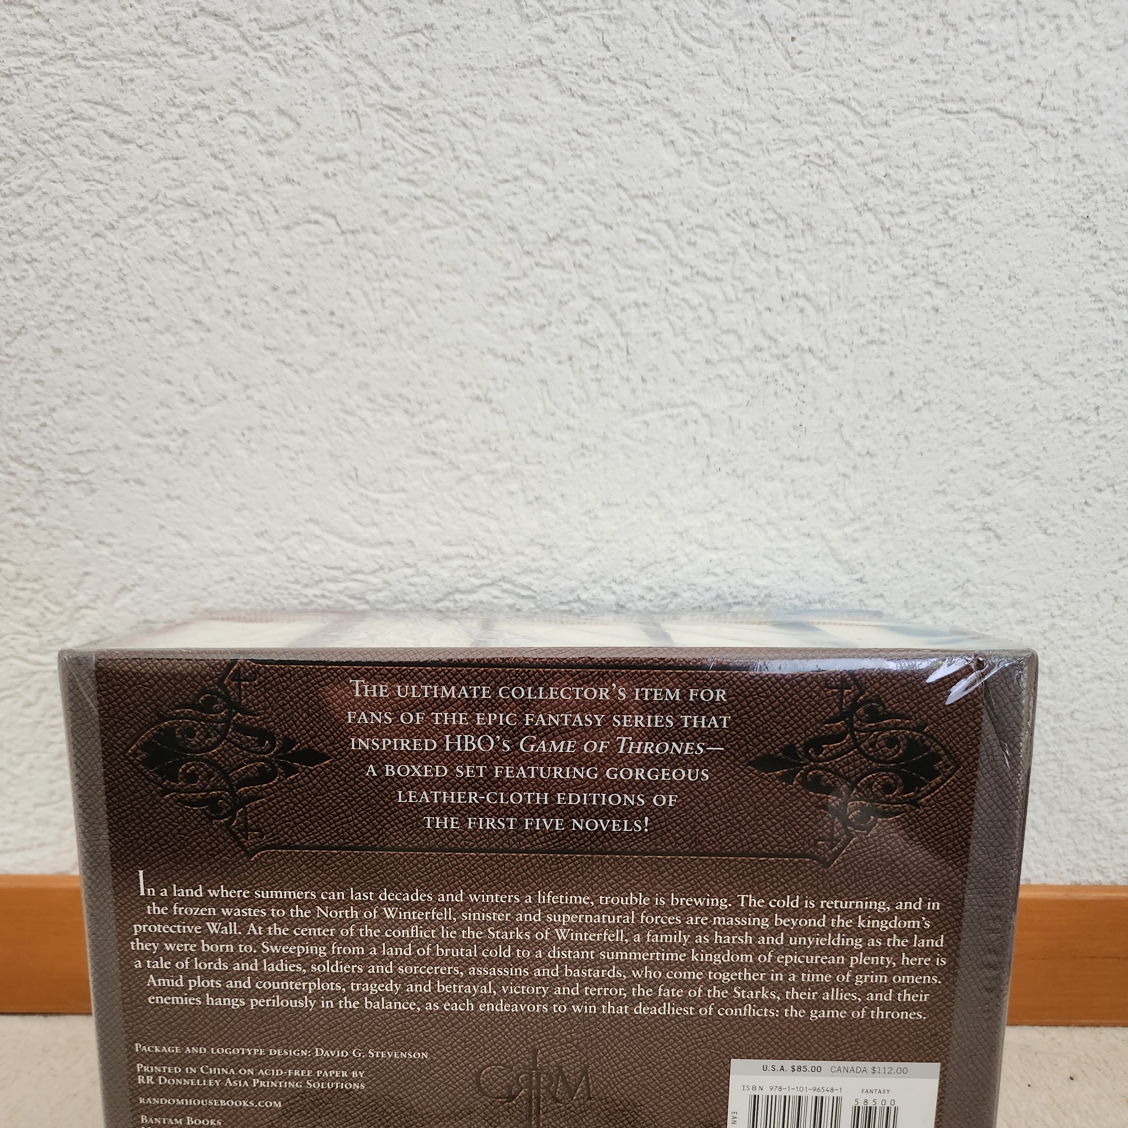 The ultimate collector's item for
fans of the epic fantasy series that
inspired HBO's Game of Thrones—
a boxed set featuring gorgeous
leather-cloth editions of
the first five novels!
In a land where summers can last decades and winters a lifetime, trouble is brewing. The cold is returning, and in
the frozen wastes to the North of Winterfell, sinister and supernatural forces are massing beyond the kingdom's
protective Wall. At the center of the conflict lie the Starks of Winterfell, a family as harsh and unyielding as the land
they were born to. Sweeping from a land of brutal cold to a distant summertime kingdom of epicurean plenty, here is
a tale of lords and ladies, soldiers and sorcerers, assassins and bastards, who come together in a time of grim omens.
Amid plots and counterplots, tragedy and betrayal, victory and terror, the fate of the Starks, their allies, and their
enemies hangs perilously in the balance, as each endeavors to win that deadliest of conflicts: the game of thrones.
Package and logotype design: David G. Stevenson
Printed in China on acid-free paper by
RR Donnelley Asia Printing Solutions
randomhousebooks.com
Bantam Books
GRRM
U.S.A. $85.00 CANADA $112.00
ISBN 978-1-101-96548-1 FANTASY
58500
EAN